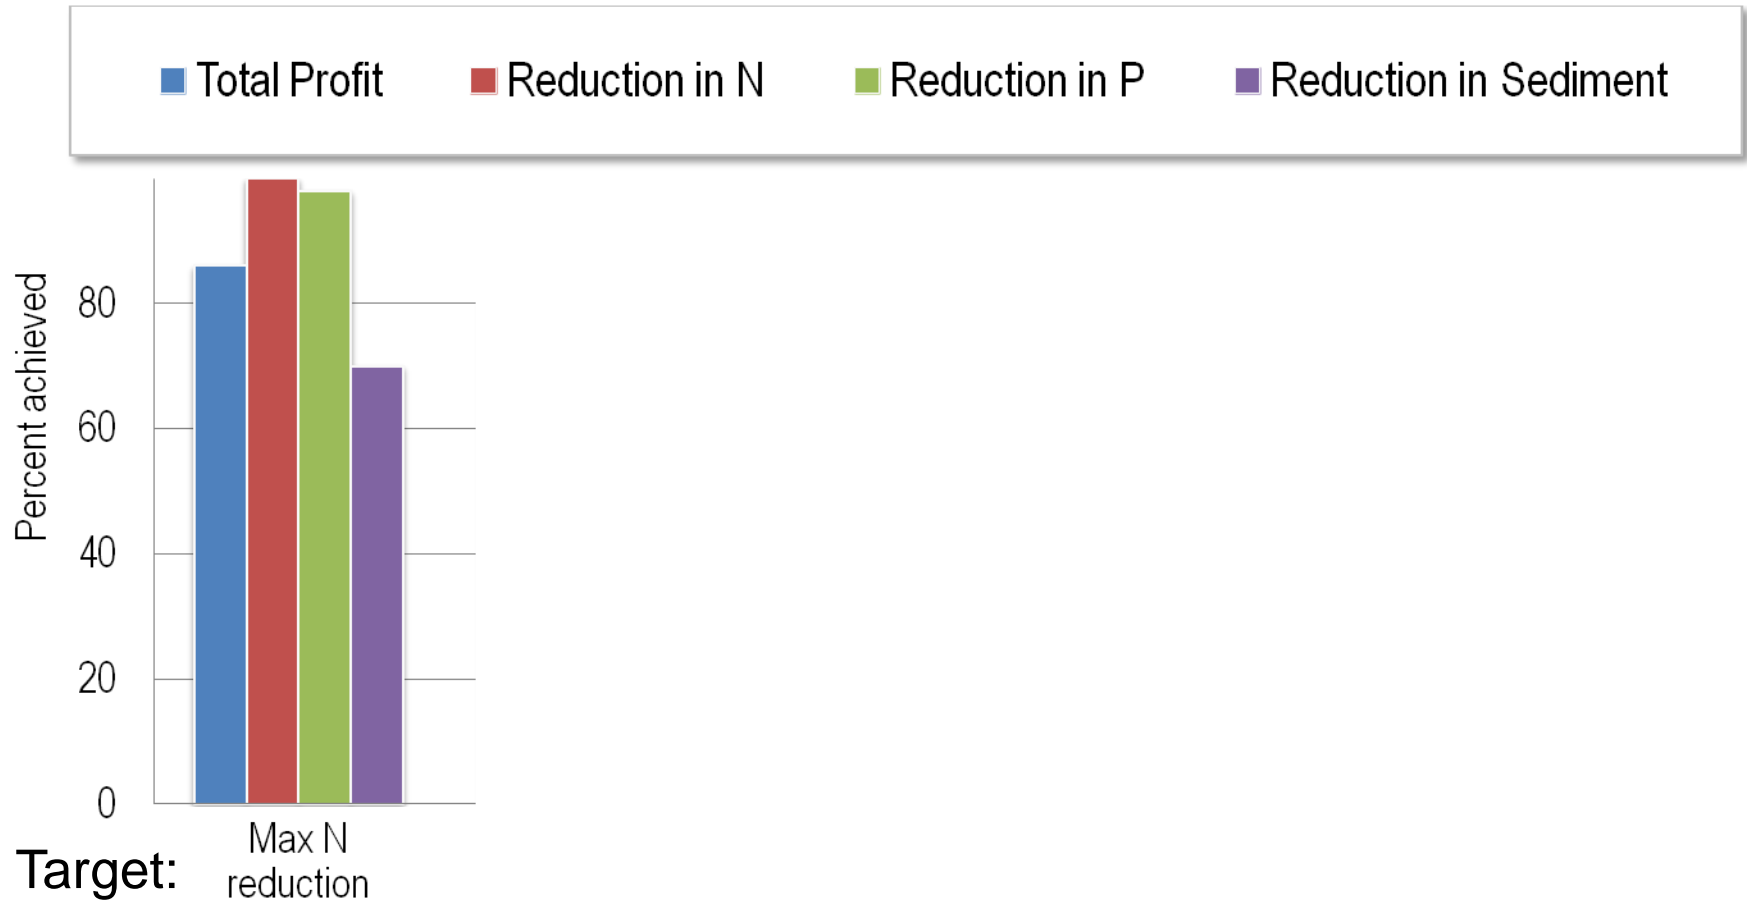 Total Profit Reduction in N Reduction in P Reduction in Sediment
Percent achieved
80
60
40
20
0
Max N
reduction
Target: